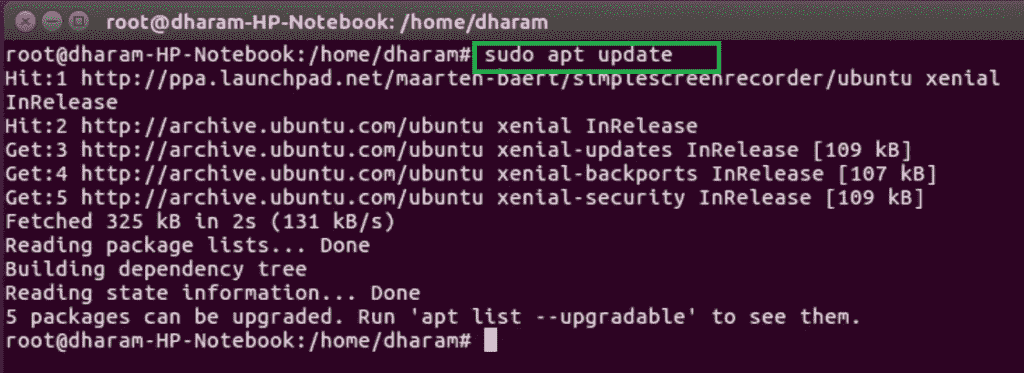 root@dharam-HP-Notebook: /home/dharam
root@dharam-HP-Notebook:/home/dharam# sudo apt update
Hit:1 http://ppa.launchpad.net/maarten-baert/simplescreenrecorder/ubuntu xenial
InRelease
Hit:2 http://archive.ubuntu.com/ubuntu xenial InRelease
Get:3 http://archive.ubuntu.com/ubuntu xenial-updates InRelease [109 kB]
Get:4 http://archive.ubuntu.com/ubuntu xenial-backports InRelease [107 kB]
Get:5 http://archive.ubuntu.com/ubuntu xenial-security InRelease [109 kB]
Fetched 325 kB in 2s (131 kB/s)
Reading package lists... Done
Building dependency tree
Reading state information... Done
5 packages can be upgraded. Run 'apt list --upgradable' to see them.
root@dharam-HP-Notebook:/home/dharam#